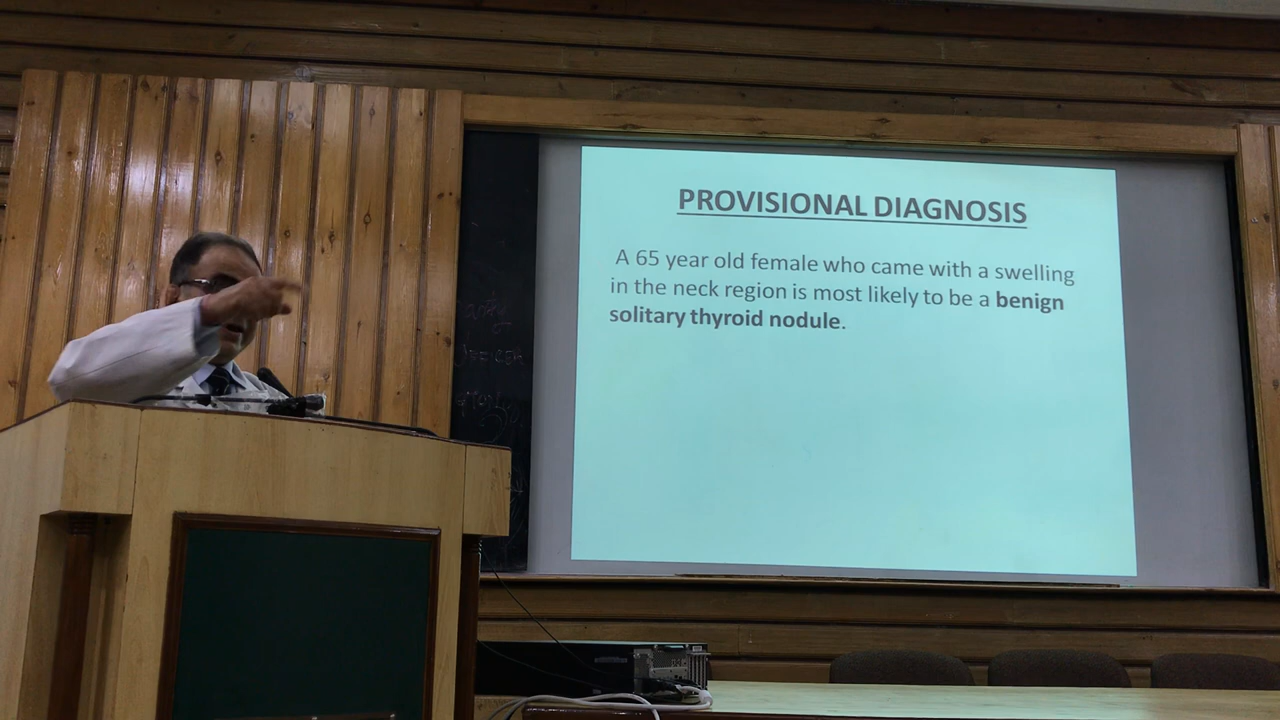 PROVISIONAL DIAGNOSIS
A 65 year old female who came with a swelling
in the neck region is most likely to be a benign
solitary thyroid nodule.